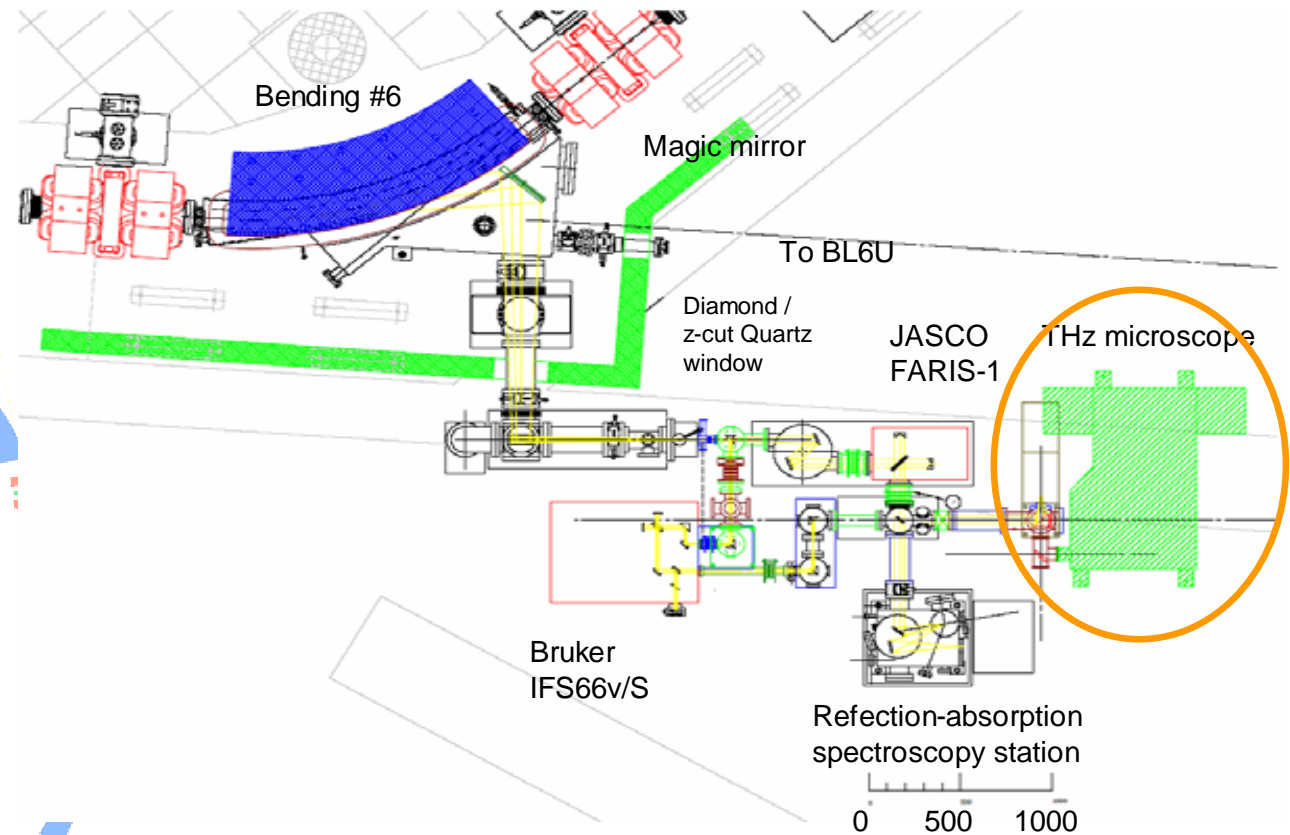 Bending #6
Magic mirror
To BL6U
Diamond /
z-cut Quartz
window
JASCO
FARIS-1
THz microscope
Bruker
IFS66v/S
Refection-absorption
spectroscopy station
0 500 1000